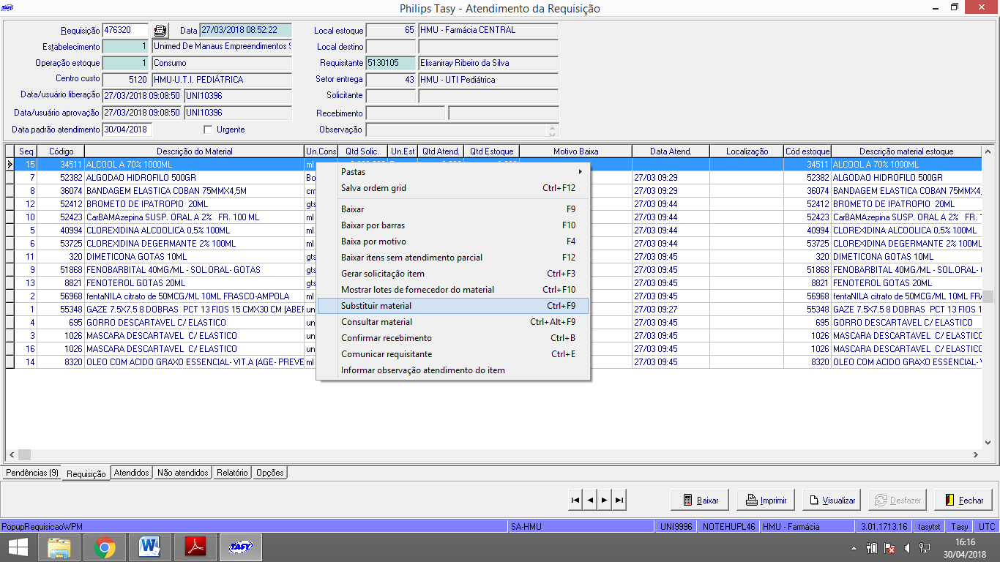 TASY Philips Tasy - Atendimento da Requisição
Requisição 476320 Data 27/03/2018 08:52:22 Local estoque 65 HMU - Farmácia CENTRAL
Estabelecimento 1 Unimed De Manaus Empreendimentos Local destino
Operação estoque 1 Consumo Requisitante 5130105 Elisaniray Ribeiro da Silva
Centro custo 5120 HMU-U.T.I. PEDIÁTRICA Setor entrega 43 HMU - UTI Pediátrica
Data/usuário liberação 27/03/2018 09:08:50 UNI10396 Solicitante
Data/usuário aprovação 27/03/2018 09:08:50 UNI10396 Recebimento
Data padrão atendimento 30/04/2018 Urgente Observação
Seq Código Descrição do Material Un.Cons Qtd Solic. Un.Est Qtd Atend. Qtd Estoque Motivo Baixa Data Atend. Localização Cód estoque Descrição material estoque
15 34511 ALCOOL A 70% 1000ML ml 34511 ALCOOL A 70% 1000ML
7 52382 ALGODAO HIDROFILO 500GR Bo 27/03 09:29 52382 ALGODAO HIDROFILO 500GR
8 36074 BANDAGEM ELASTICA COBAN 75MMX4,5M cm 27/03 09:29 36074 BANDAGEM ELASTICA COBAN 75MMX4,
12 52412 BROMETO DE IPATROPIO 20ML gts 27/03 09:44 52412 BROMETO DE IPATROPIO 20ML
10 52423 CarBAMAzepina SUSP. ORAL A 2% FR. 100 ML ml 27/03 09:44 52423 CarBAMAzepina SUSP. ORAL A 2% FR.
5 40994 CLOREXIDINA ALCOOLICA 0,5% 100ML ml 27/03 09:44 40994 CLOREXIDINA ALCOOLICA 0,5% 100ML
6 53725 CLOREXIDINA DEGERMANTE 2% 100ML ml 27/03 09:44 53725 CLOREXIDINA DEGERMANTE 2% 100ML
11 320 DIMETICONA GOTAS 10ML gts 27/03 09:45 320 DIMETICONA GOTAS 10ML
9 51868 FENOBARBITAL 40MG/ML - SOL.ORAL- GOTAS gts 27/03 09:45 51868 FENOBARBITAL 40MG/ML - SOL.ORAL-
13 8821 FENOTEROL GOTAS 20ML gts 27/03 09:45 8821 FENOTEROL GOTAS 20ML
2 56968 fentaNILA citrato de 50MCG/ML 10ML FRASCO-AMPOLA ml 27/03 09:45 56968 fentaNILA citrato de 50MCG/ML 10ML FR
1 55348 GAZE 7.5X7.5 8 DOBRAS PCT 13 FIOS 15 CMX30 CM (ABE un 27/03 09:27 55348 GAZE 7.5X7.5 8 DOBRAS PCT 13 FIOS
4 695 GORRO DESCARTAVEL C/ ELASTICO un 27/03 09:45 695 GORRO DESCARTAVEL C/ ELASTICO
3 1026 MASCARA DESCARTAVEL C/ ELASTICO un 27/03 09:45 1026 MASCARA DESCARTAVEL C/ ELASTIC
16 1026 MASCARA DESCARTAVEL C/ ELASTICO un 27/03 09:45 1026 MASCARA DESCARTAVEL C/ ELASTIC
14 8320 OLEO COM ACIDO GRAXO ESSENCIAL- VIT.A (AGE- PREVE ml 27/03 09:45 8320 OLEO COM ACIDO GRAXO ESSENCIAL-
Pastas
Salva ordem grid Ctrl+F12
Baixar F9
Baixar por barras F10
Baixa por motivo F4
Baixar itens sem atendimento parcial F12
Gerar solicitação item Ctrl+F3
Mostrar lotes de fornecedor do material Ctrl+F10
Substituir material Ctrl+F9
Consultar material Ctrl+Alt+F9
Confirmar recebimento Ctrl+B
Comunicar requisitante Ctrl+E
Informar observação atendimento do item
Pendências (9) Requisição Atendidos Não atendidos Relatório Opções
Baixar Imprimir Visualizar Desfazer Fechar
PopupRequisicaoWPM SA-HMU UNI9996 NOTEHUPL46 HMU - Farmácia 3.01.1713.16 tasytst Tasy UTC
TASY 16:16
30/04/2018